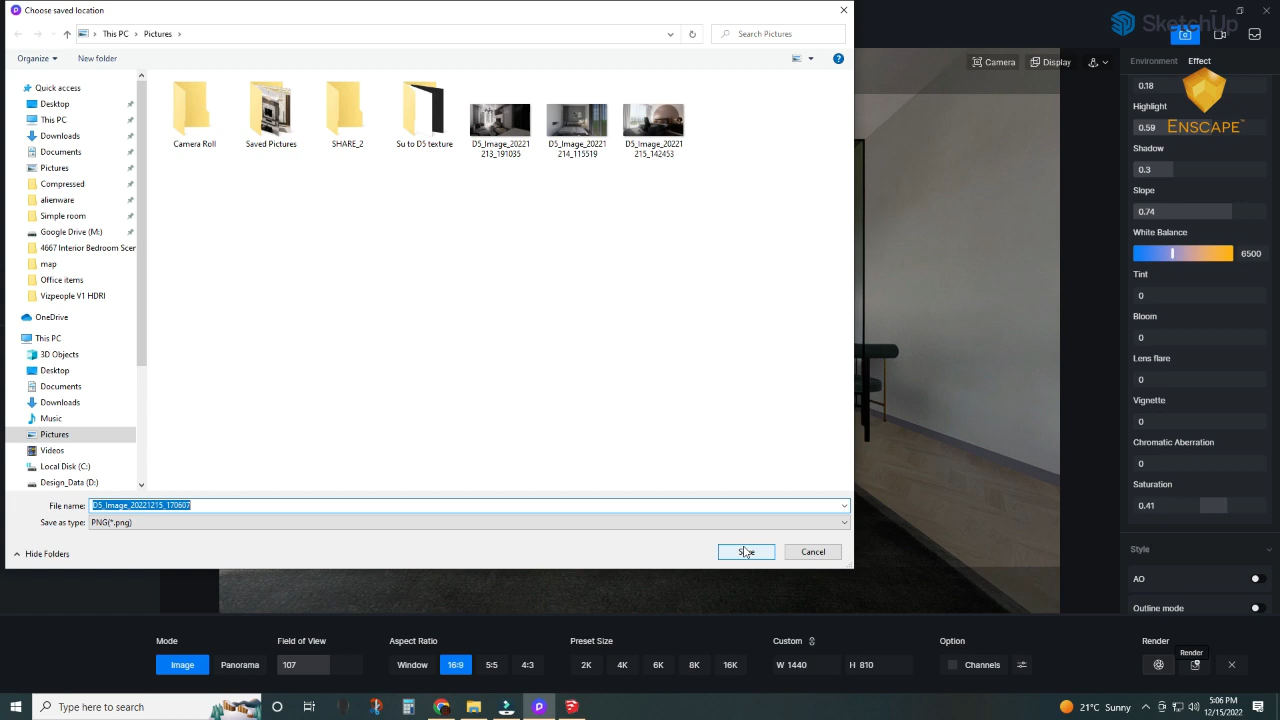 Choose saved location
SketchUp
This PC
Pictures
Search Pictures
Organize
New folder
Camera
Display
Environment
Effect
0.18
Highlight
0.59
ENSCAPE™
Shadow
0.3
Slope
0.74
White Balance
6500
Tint
0
Bloom
0
Lens flare
0
Vignette
0
Chromatic Aberration
0
Saturation
0.41
Style
AO
Outline mode
Quick access
Desktop
This PC
Downloads
Documents
Pictures
Compressed
alienware
Simple room
Google Drive (M:)
4667 Interior Bedroom Scen
map
Office items
Vizpeople V1 HDRI
OneDrive
This PC
3D Objects
Desktop
Documents
Downloads
Music
Pictures
Videos
Local Disk (C:)
Design_Data (D:)
Camera Roll
Saved Pictures
SHARE_2
Su to D5 texture
D5_Image_20221
213_191035
D5_Image_20221
214_115519
D5_Image_20221
215_142453
File name:
D5_Image_20221215_170607
Save as type:
PNG(*.png)
Hide Folders
Cancel
Mode
Image
Panorama
Field of View
107
Aspect Ratio
Window
16:9
5:5
4:3
Preset Size
2K
4K
6K
8K
16K
Custom
W 1440
H 810
Option
Channels
Render
Render
Type here to search
21°C Sunny
5:06 PM
12/15/2022